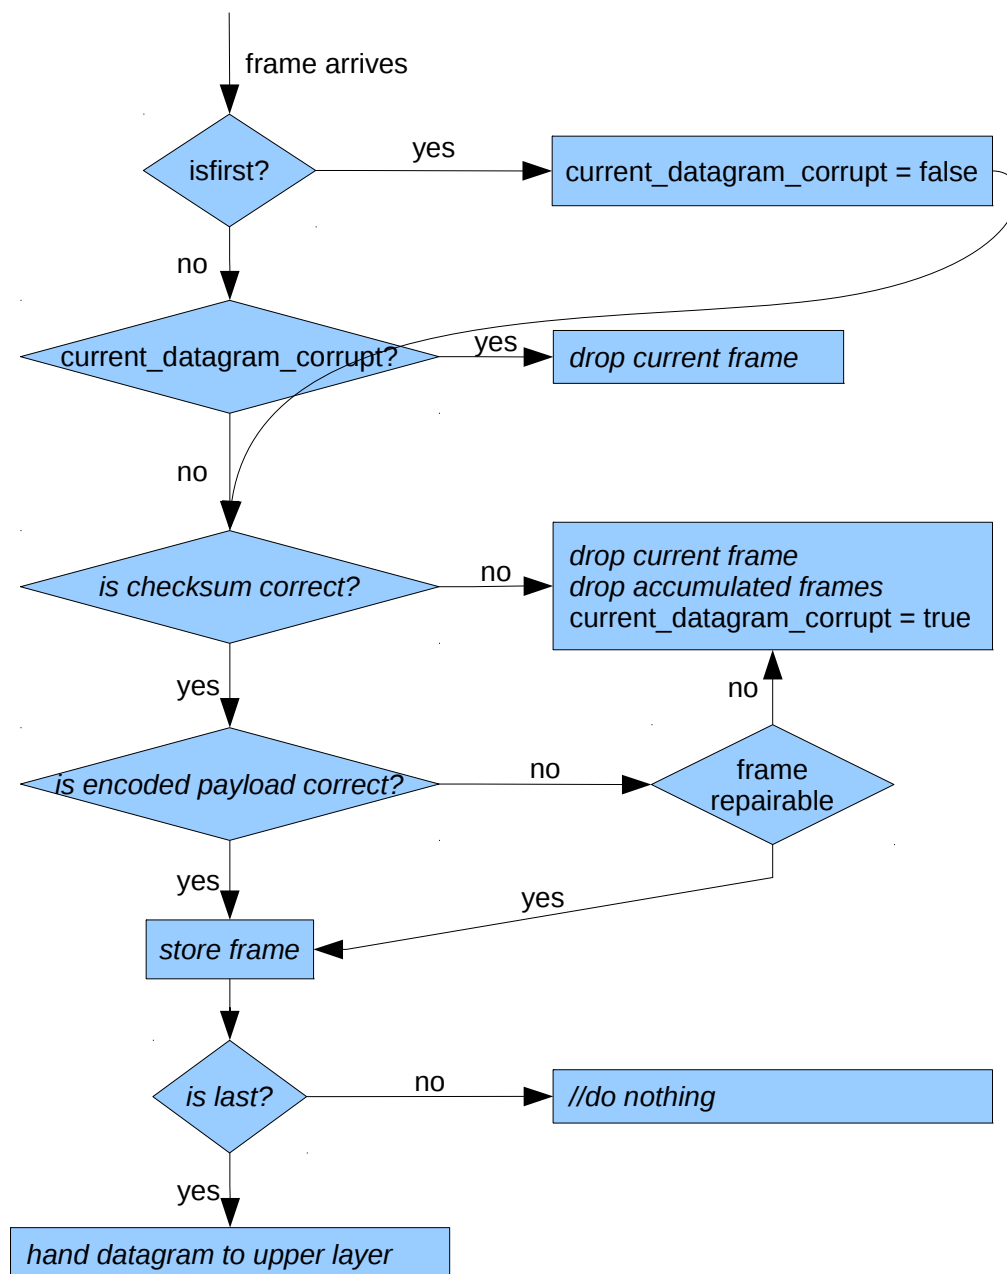 frame arrives
isfirst?
yes
current_datagram_corrupt = false
no
current_datagram_corrupt?
yes
drop current frame
no
is checksum correct?
no
drop current frame
drop accumulated frames
current_datagram_corrupt = true
yes
no
is encoded payload correct?
no
frame
repairable
yes
yes
store frame
is last?
no
//do nothing
yes
hand datagram to upper layer